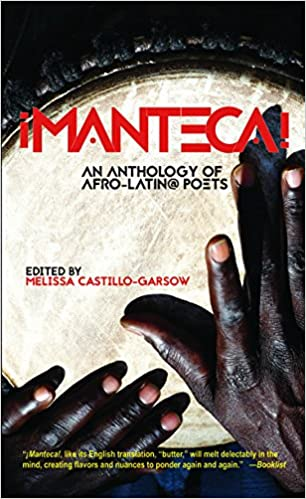 ¡MANTECA!
AN ANTHOLOGY OF
AFRO-LATIN@ POETS
EDITED BY
MELISSA CASTILLO-GARSOW
"¡Manteca!, like its English translation, "butter," will melt delectably in the
mind, creating flavors and nuances to ponder again and again." —Booklist